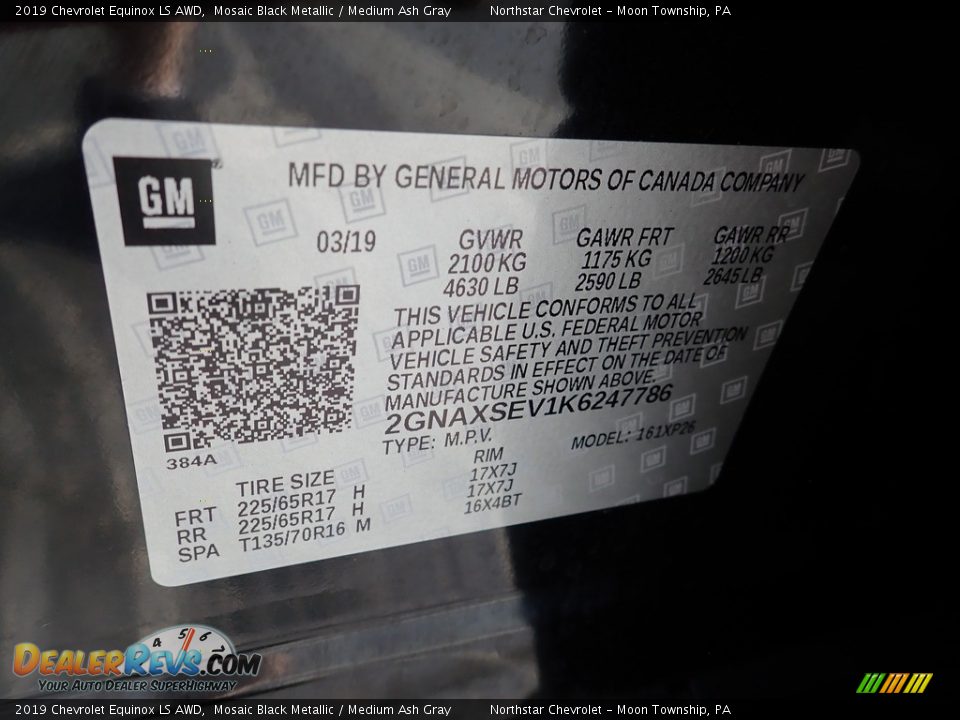 2019 Chevrolet Equinox LS AWD, Mosaic Black Metallic / Medium Ash Gray Northstar Chevrolet - Moon Township, PA
GM
MFD BY GENERAL MOTORS OF CANADA COMPANY
03/19 GVWR GAWR FRT GAWR RR
2100 KG 1175 KG 1200 KG
4630 LB 2590 LB 2645 LB
THIS VEHICLE CONFORMS TO ALL
APPLICABLE U.S. FEDERAL MOTOR
VEHICLE SAFETY AND THEFT PREVENTION
STANDARDS IN EFFECT ON THE DATE OF
MANUFACTURE SHOWN ABOVE.
2GNAXSEV1K6247786
TYPE: M.P.V. MODEL: 161XP26
384A
TIRE SIZE RIM
FRT 225/65R17 H 17X7J
RR 225/65R17 H 17X7J
SPA T135/70R16 M 16X4BT
4 5 6
DEALERREVS.COM
YOUR AUTO DEALER SUPERHIGHWAY
2019 Chevrolet Equinox LS AWD, Mosaic Black Metallic / Medium Ash Gray Northstar Chevrolet - Moon Township, PA